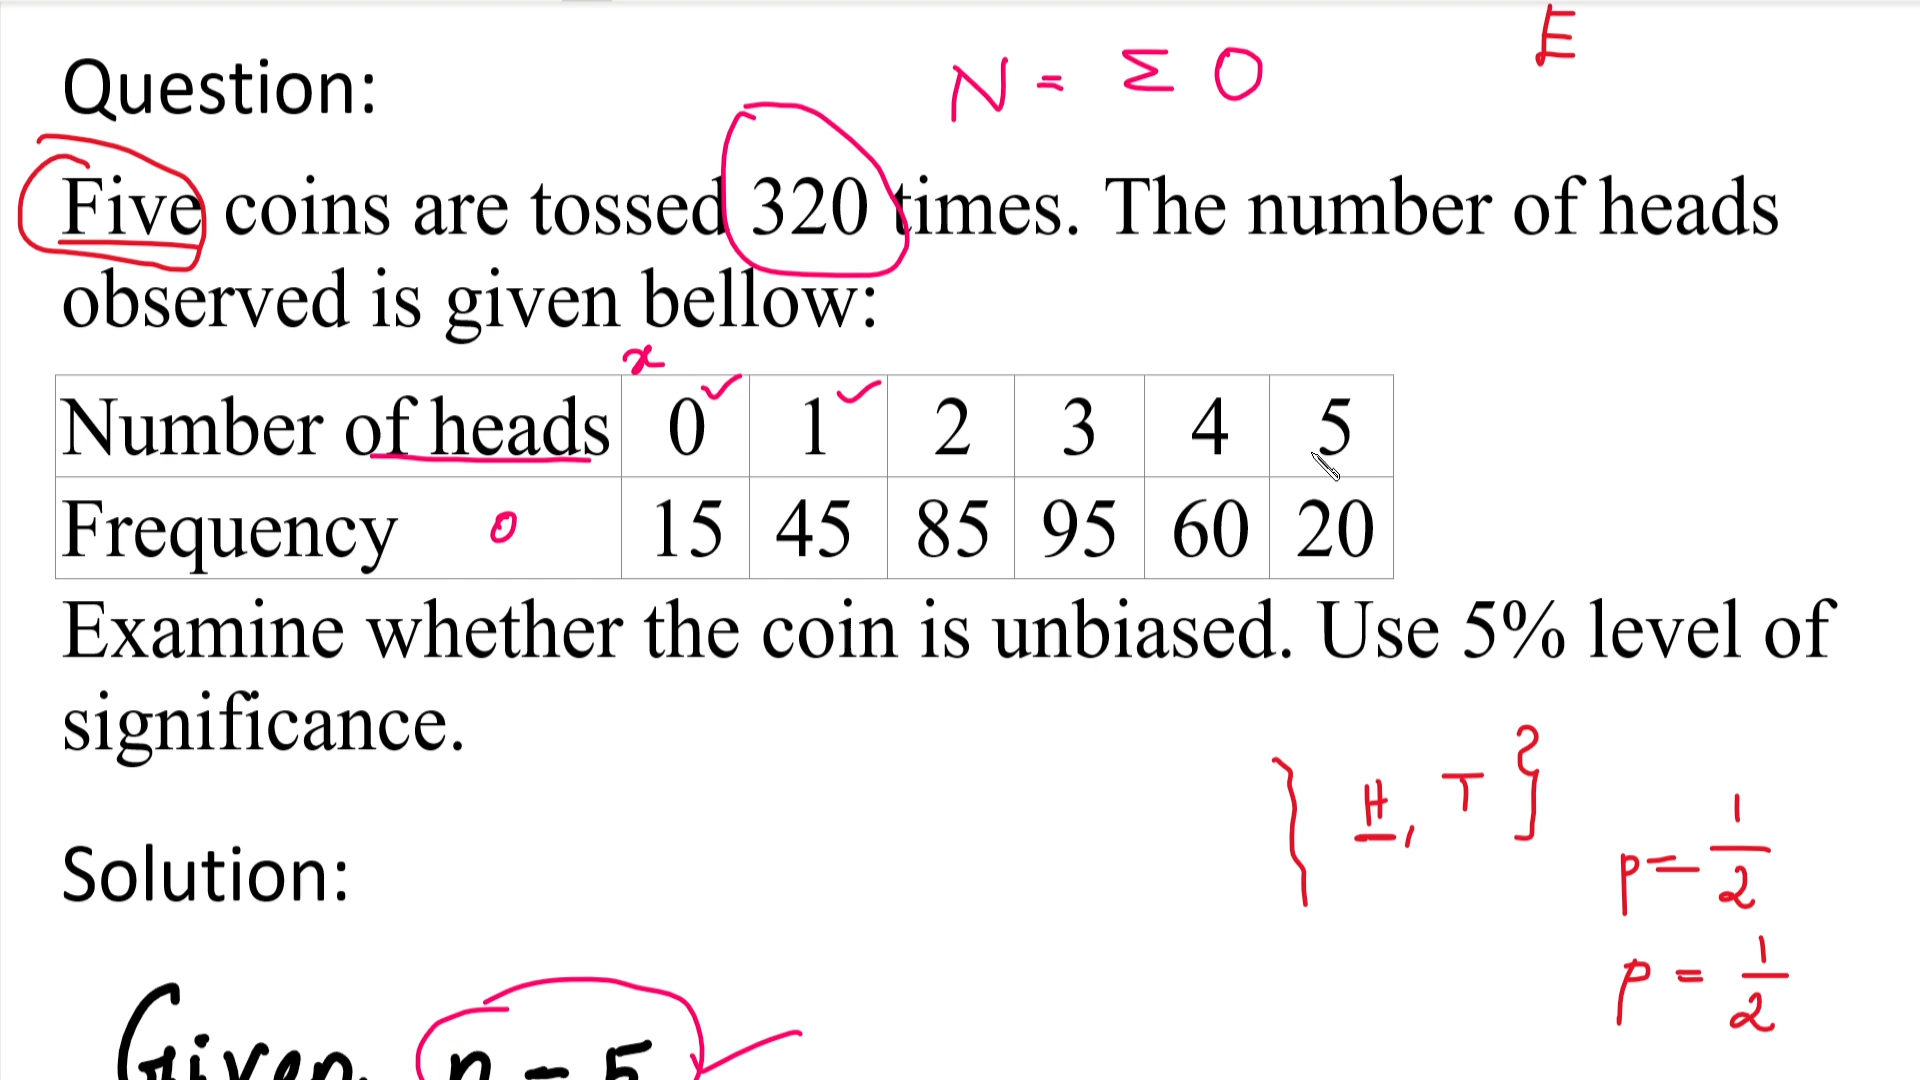 E
Question:
N = Σ O
Five coins are tossed 320 times. The number of heads
observed is given bellow:
x
Number of heads 0 1 2 3 4 5
Frequency O 15 45 85 95 60 20
Examine whether the coin is unbiased. Use 5% level of
significance.
} H, T }
p = 1/2
Solution:
p = 1/2
Given n = 5